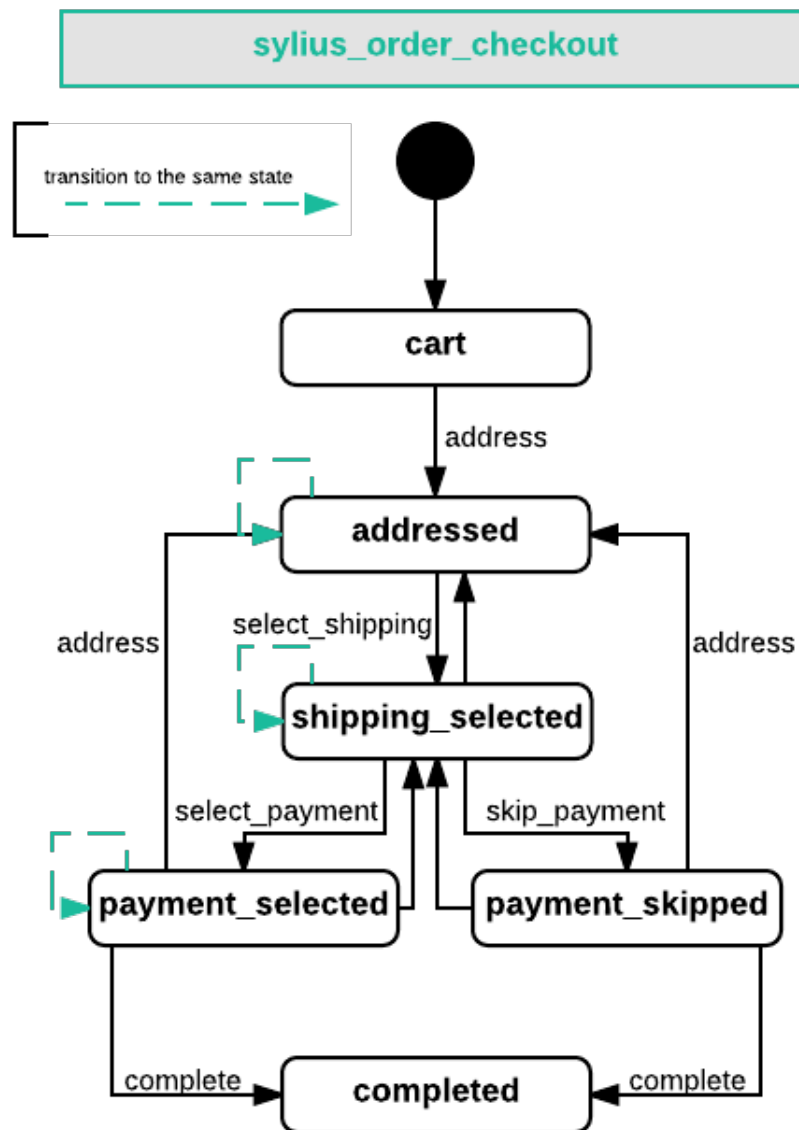 sylius_order_checkout
transition to the same state
cart
address
addressed
select_shipping
address
address
shipping_selected
select_payment
skip_payment
payment_selected
payment_skipped
complete
completed
complete